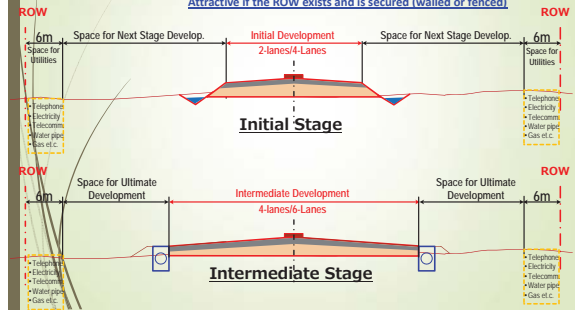 Attractive if the ROW exists and is secured (walled or fenced)
ROW
ROW
6m
Space for Next Stage Develop.
Initial Development
Space for Next Stage Develop.
6m
Space for
Utilities
2-lanes/4-Lanes
Space for
Utilities
•Telephone
•Electricity
•Telecomm
•Water pipe
•Gas et.c.
•Telephone
•Electricity
•Telecomm
•Water pipe
•Gas et.c.
Initial Stage
ROW
ROW
6m
Space for Ultimate
Development
Intermediate Development
Space for Ultimate
Development
6m
4-lanes/6-Lanes
•Telephone
•Electricity
•Telecomm
•Water pipe
•Gas et.c.
•Telephone
•Electricity
•Telecomm
•Water pipe
•Gas et.c.
Intermediate Stage